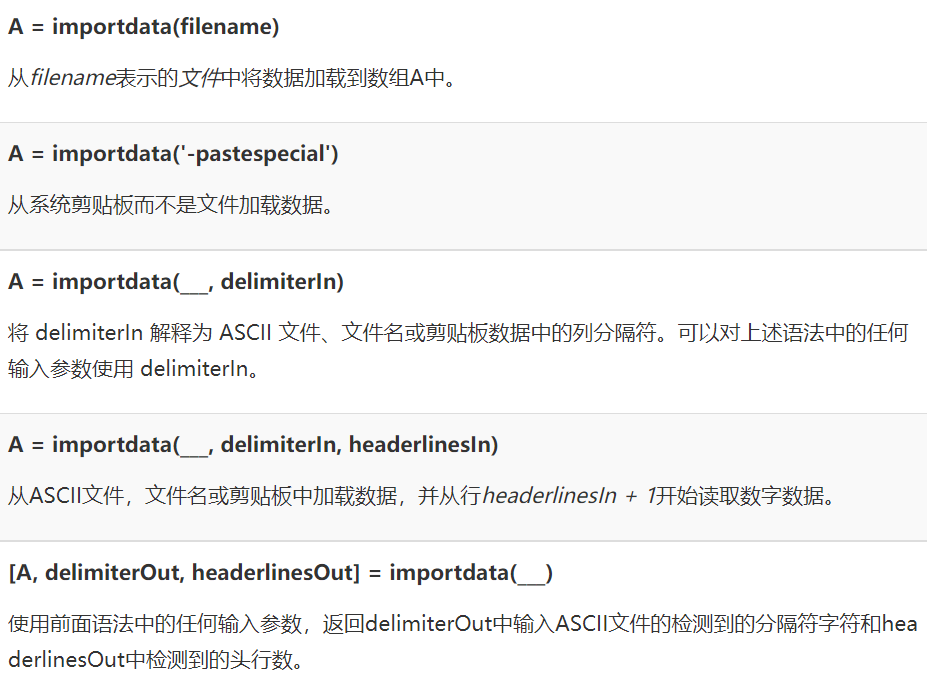 A = importdata(filename)
从filename表示的文件中将数据加载到数组A中。
A = importdata('-pastespecial')
从系统剪贴板而不是文件加载数据。
A = importdata(___, delimiterIn)
将 delimiterIn 解释为 ASCII 文件、文件名或剪贴板数据中的列分隔符。可以对上述语法中的任何
输入参数使用 delimiterIn。
A = importdata(___, delimiterIn, headerlinesIn)
从ASCII文件，文件名或剪贴板中加载数据，并从行headerlinesIn + 1开始读取数字数据。
[A, delimiterOut, headerlinesOut] = importdata(___)
使用前面语法中的任何输入参数，返回delimiterOut中输入ASCII文件的检测到的分隔符字符和hea
derlinesOut中检测到的头行数。